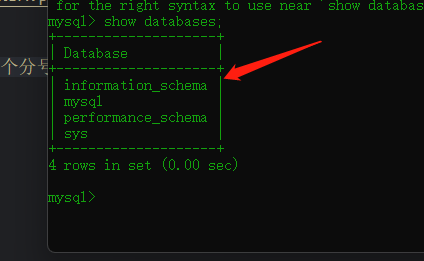 for the right syntax to use near 'show databas
mysql> show databases;
+--------------------+
| Database           |
+--------------------+
| information_schema |
| mysql              |
| performance_schema |
| sys                |
+--------------------+
4 rows in set (0.00 sec)
个分号
mysql>